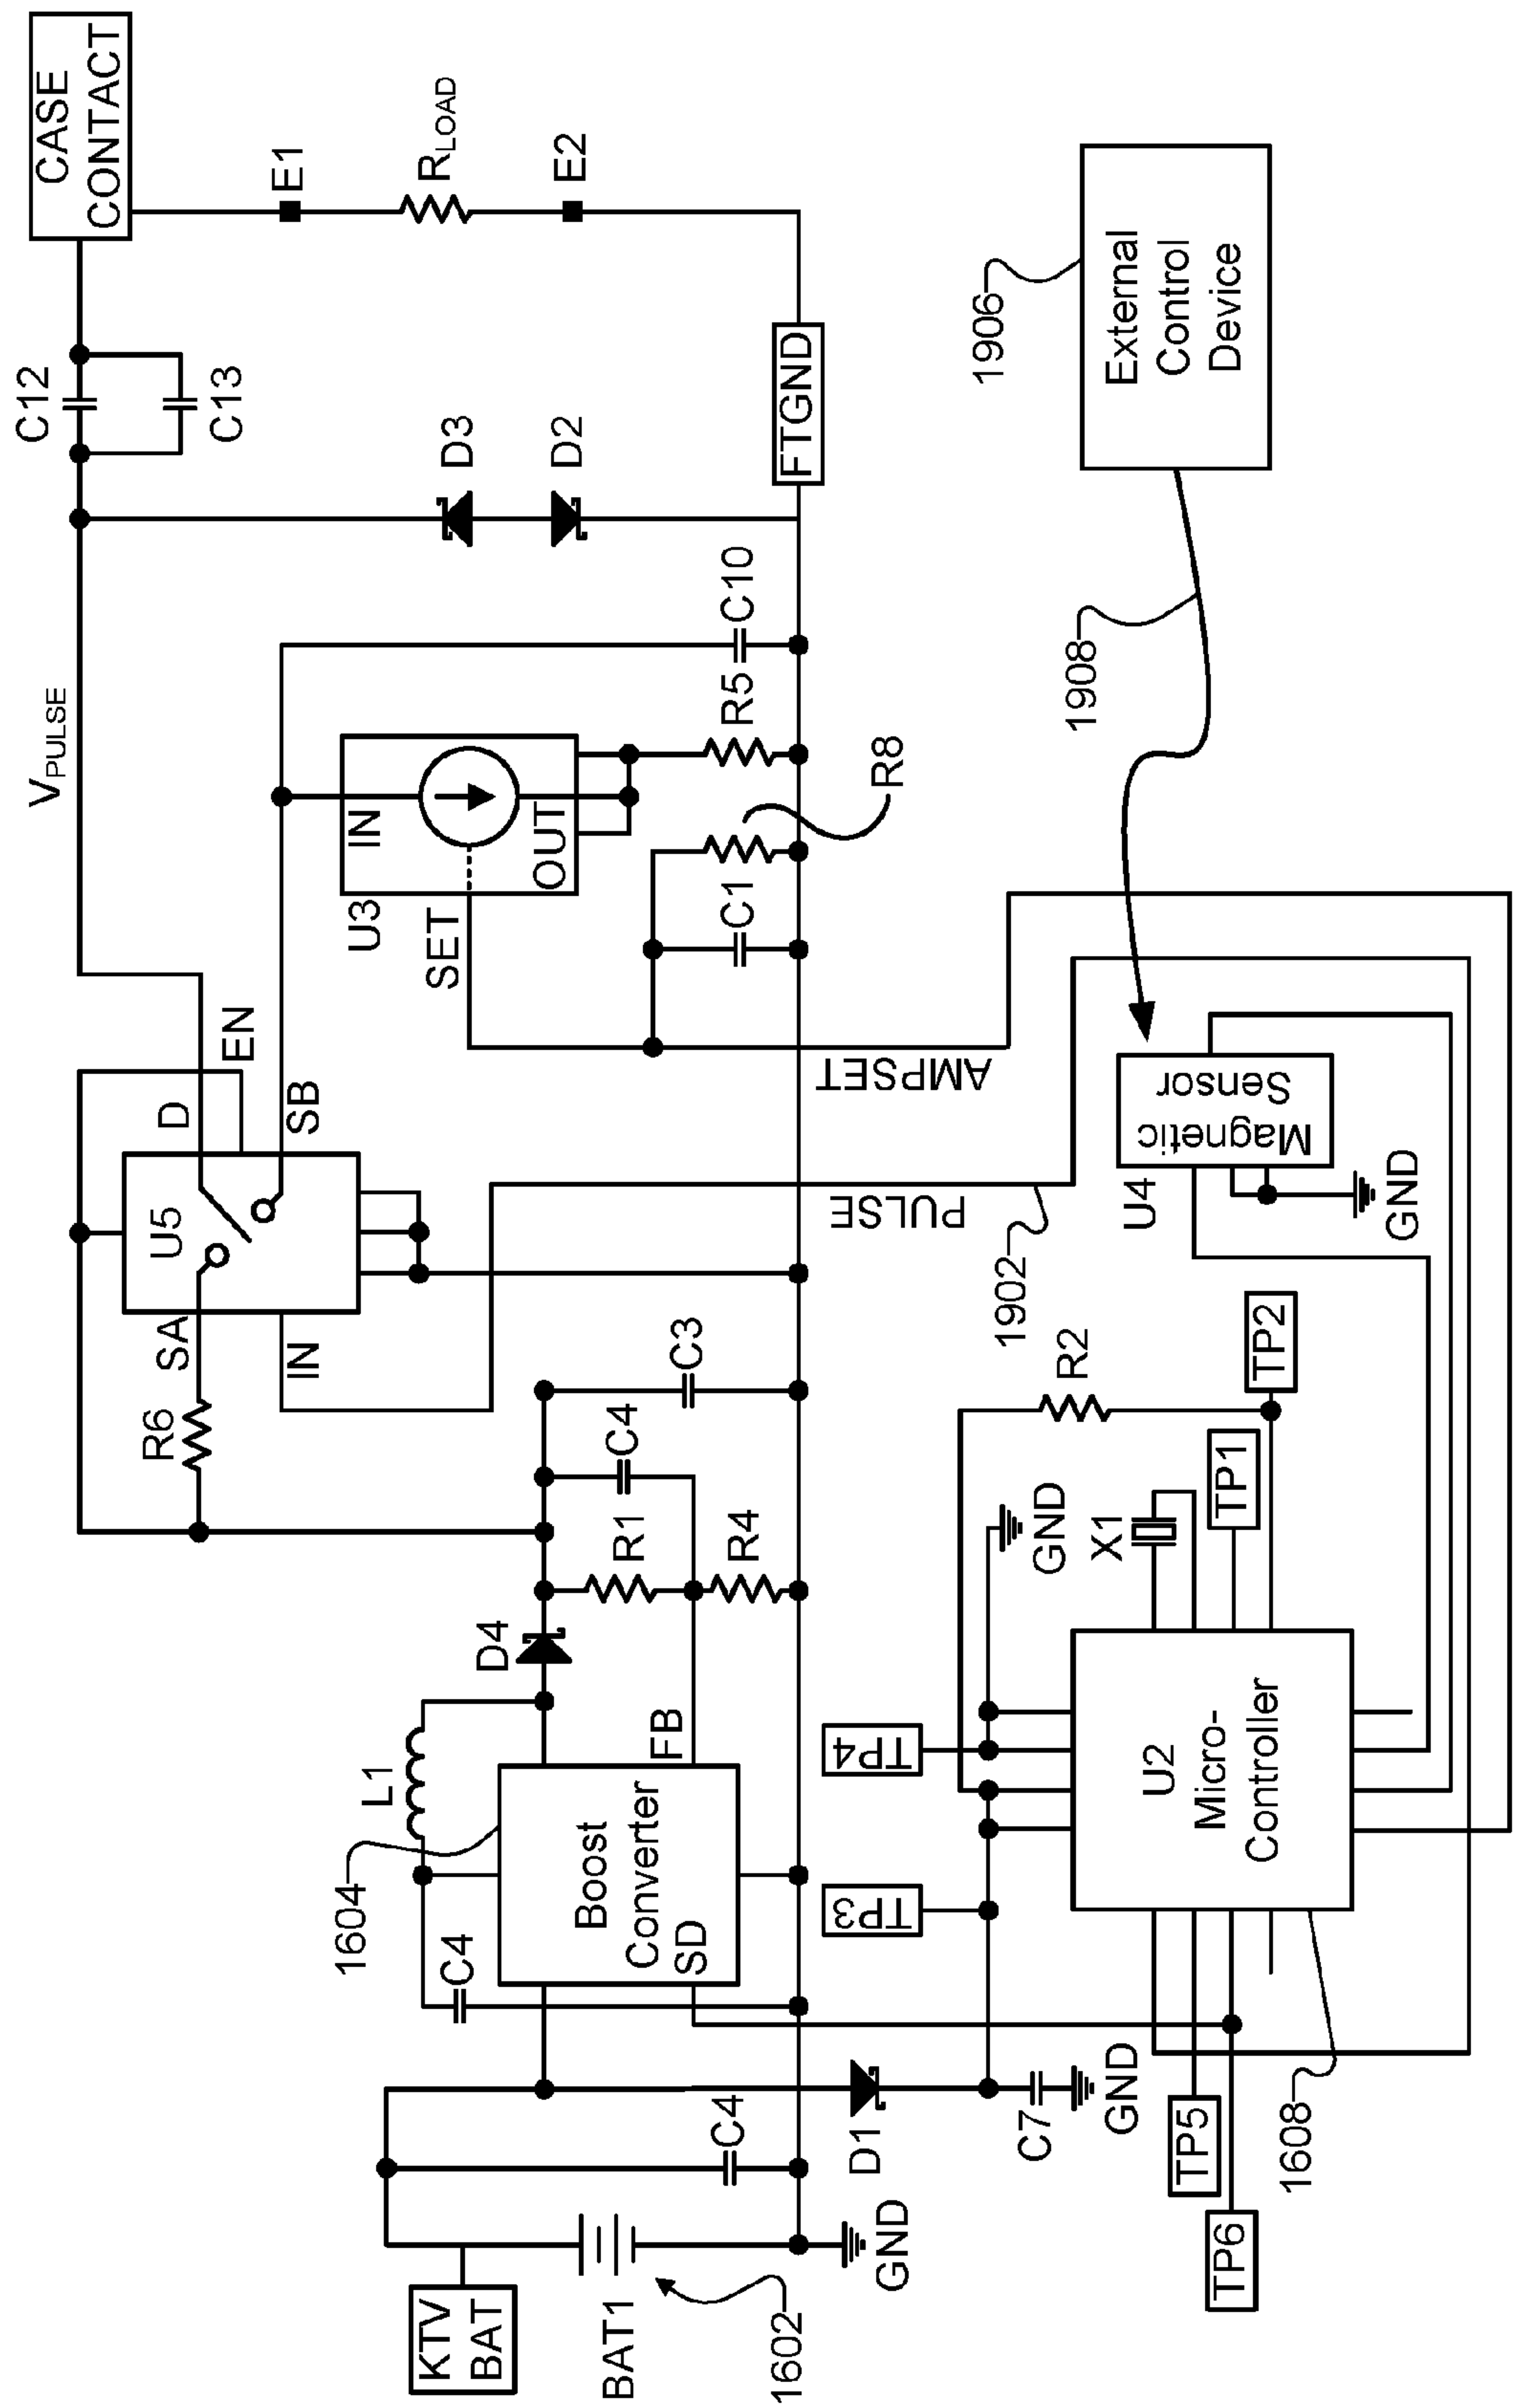 CASE
CONTACT
E1
R_LOAD
E2
C12
C13
D3
D2
FTGND
V_PULSE
C10
R5
R8
C1
U3
IN
OUT
SET
AMPSET
EN
D
SB
U5
SA
IN
R6
PULSE
1902
C3
C4
R1
R4
D4
L1
FB
Boost
Converter
SD
1604
C4
C4
KTV
BAT
BAT1
1602
GND
D1
C7
GND
TP3
TP4
GND
R2
X1
TP1
TP2
U2
Micro-
Controller
1608
TP5
TP6
U4
Magnetic
Sensor
GND
1908
1906
External
Control
Device